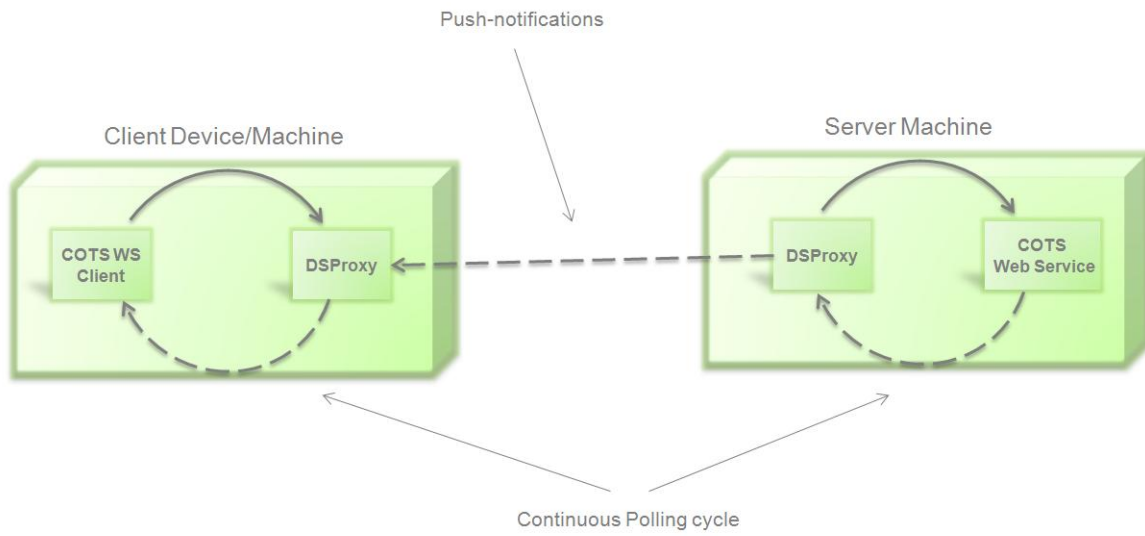 Push-notifications
Client Device/Machine
Server Machine
COTS WS
Client
DSProxy
DSProxy
COTS
Web Service
Continuous Polling cycle